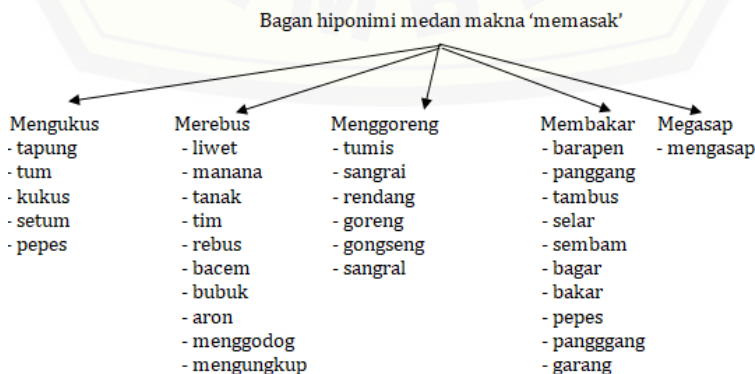 Bagan hiponimi medan makna ‘memasak’
Mengukus
- tapung
- tum
- kukus
- setum
- pepes
Merebus
- liwet
- manana
- tanak
- tim
- rebus
- bacem
- bubuk
- aron
- menggodog
- mengungkup
Menggoreng
- tumis
- sangrai
- rendang
- goreng
- gongseng
- sangral
Membakar
- barapen
- panggang
- tambus
- selar
- sembam
- bagar
- bakar
- pepes
- pangggang
- garang
Megasap
- mengasap